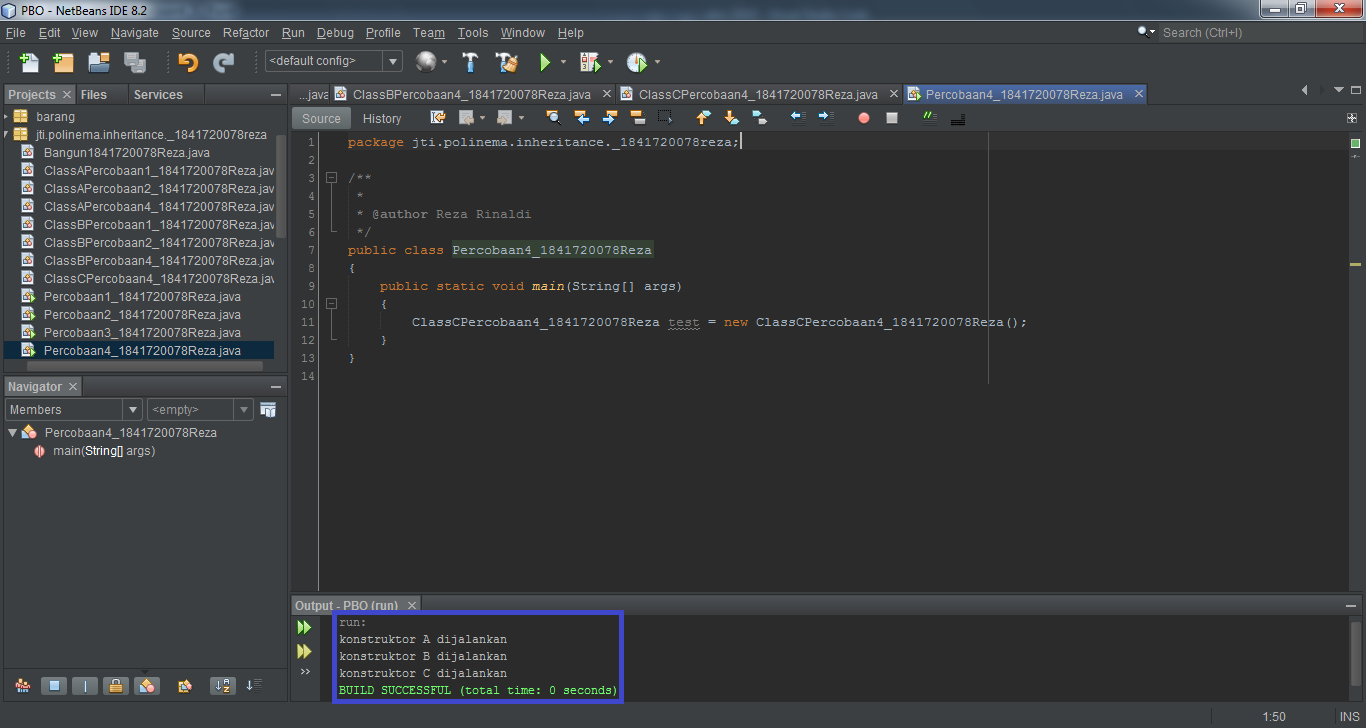 PBO - NetBeans IDE 8.2
File Edit View Navigate Source Refactor Run Debug Profile Team Tools Window Help
Search (Ctrl+I)
<default config>
Projects Files Services
...java ClassBPercobaan4_1841720078Reza.java ClassCPercobaan4_1841720078Reza.java Percobaan4_1841720078Reza.java
Source History
barang
jti.polinema.inheritance._1841720078reza
Bangun1841720078Reza.java
ClassAPercobaan1_1841720078Reza.jav
ClassAPercobaan2_1841720078Reza.jav
ClassAPercobaan4_1841720078Reza.jav
ClassBPercobaan1_1841720078Reza.jav
ClassBPercobaan2_1841720078Reza.jav
ClassBPercobaan4_1841720078Reza.jav
ClassCPercobaan4_1841720078Reza.jav
Percobaan1_1841720078Reza.java
Percobaan2_1841720078Reza.java
Percobaan3_1841720078Reza.java
Percobaan4_1841720078Reza.java
1 package jti.polinema.inheritance._1841720078reza;
2
3 /**
4 *
5 * @author Reza Rinaldi
6 */
7 public class Percobaan4_1841720078Reza
8 {
9 public static void main(String[] args)
10 {
11 ClassCPercobaan4_1841720078Reza test = new ClassCPercobaan4_1841720078Reza();
12 }
13 }
14
Navigator
Members <empty>
Percobaan4_1841720078Reza
main(String[] args)
Output - PBO (run)
run:
konstruktor A dijalankan
konstruktor B dijalankan
konstruktor C dijalankan
BUILD SUCCESSFUL (total time: 0 seconds)
1:50 INS